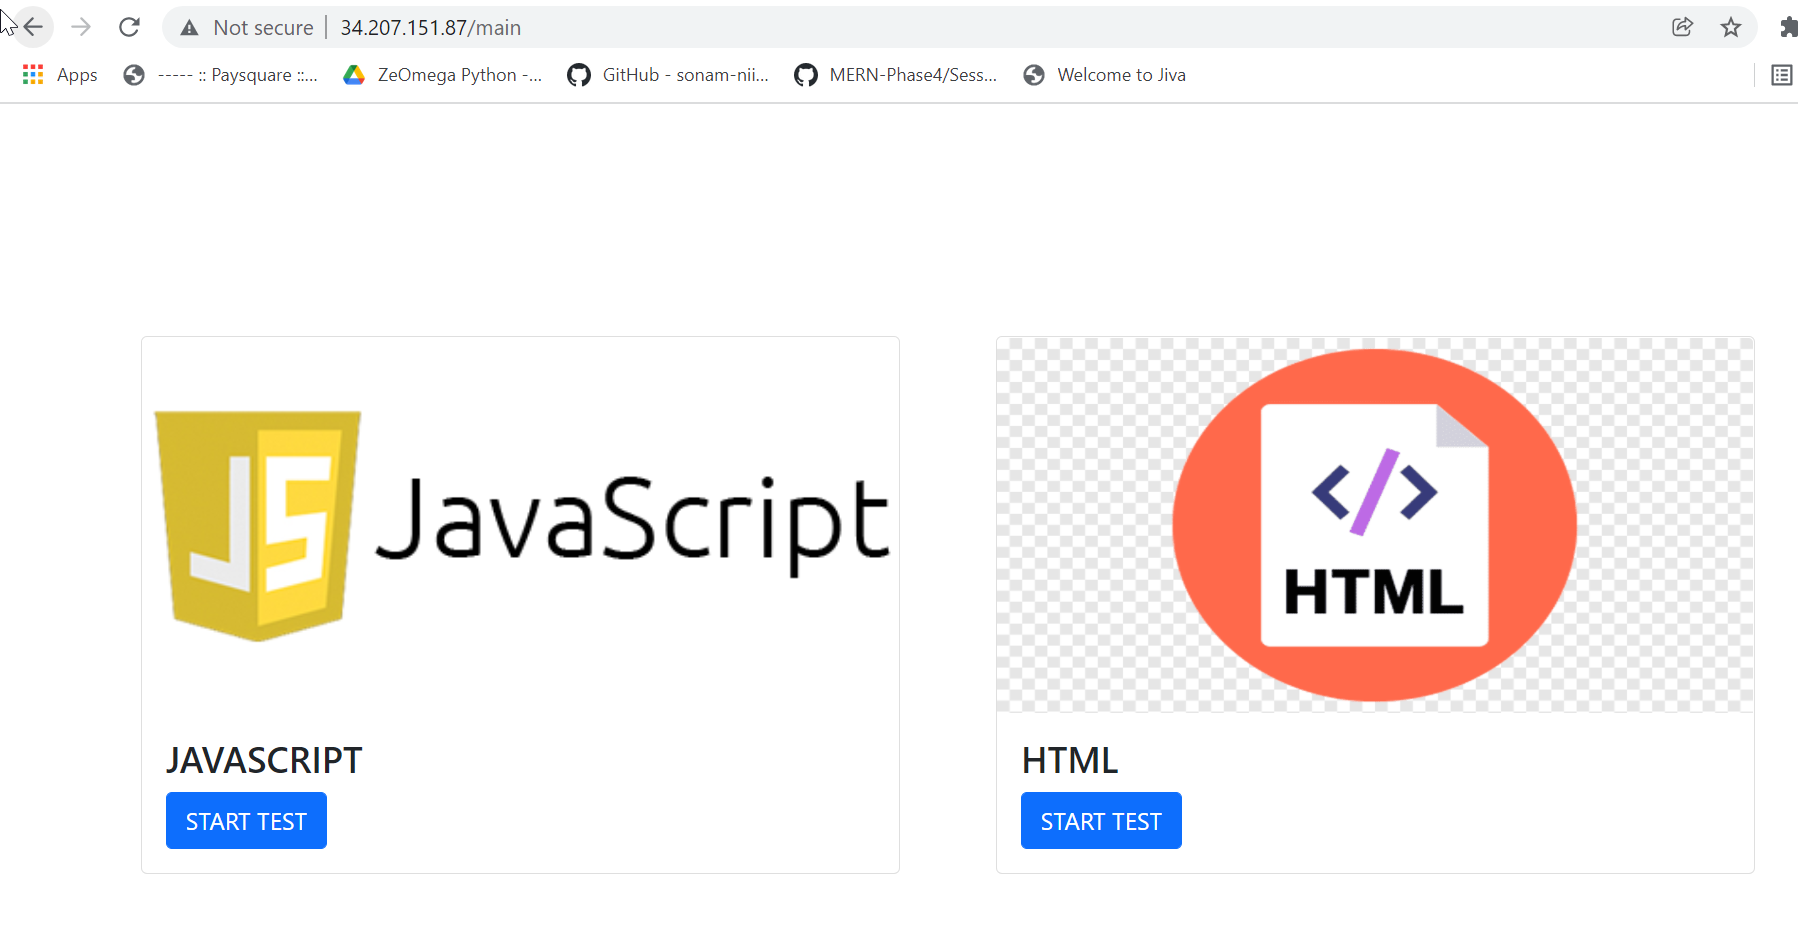 Not secure | 34.207.151.87/main
Apps ----- :: Paysquare ::... ZeOmega Python -... GitHub - sonam-nii... MERN-Phase4/Sess... Welcome to Jiva
JS JavaScript
</>
HTML
JAVASCRIPT
START TEST
HTML
START TEST